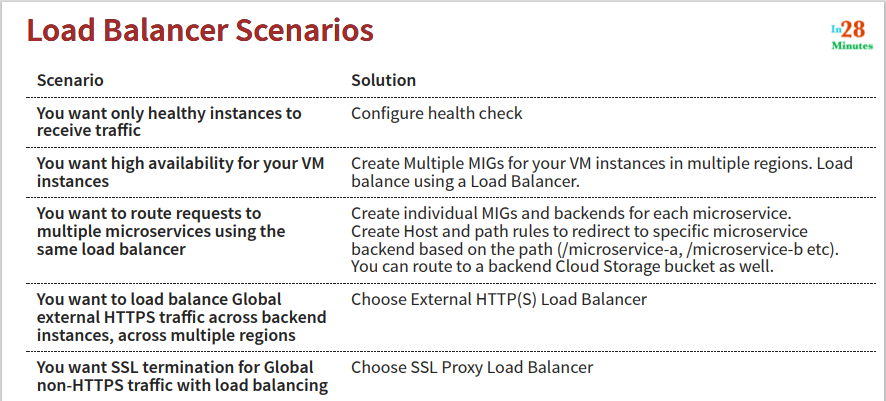 Load Balancer Scenarios
In28
Minutes
Scenario Solution
You want only healthy instances to
receive traffic
Configure health check
You want high availability for your VM
instances
Create Multiple MIGs for your VM instances in multiple regions. Load
balance using a Load Balancer.
You want to route requests to
multiple microservices using the
same load balancer
Create individual MIGs and backends for each microservice.
Create Host and path rules to redirect to specific microservice
backend based on the path (/microservice-a, /microservice-b etc).
You can route to a backend Cloud Storage bucket as well.
You want to load balance Global
external HTTPS traffic across backend
instances, across multiple regions
Choose External HTTP(S) Load Balancer
You want SSL termination for Global
non-HTTPS traffic with load balancing
Choose SSL Proxy Load Balancer